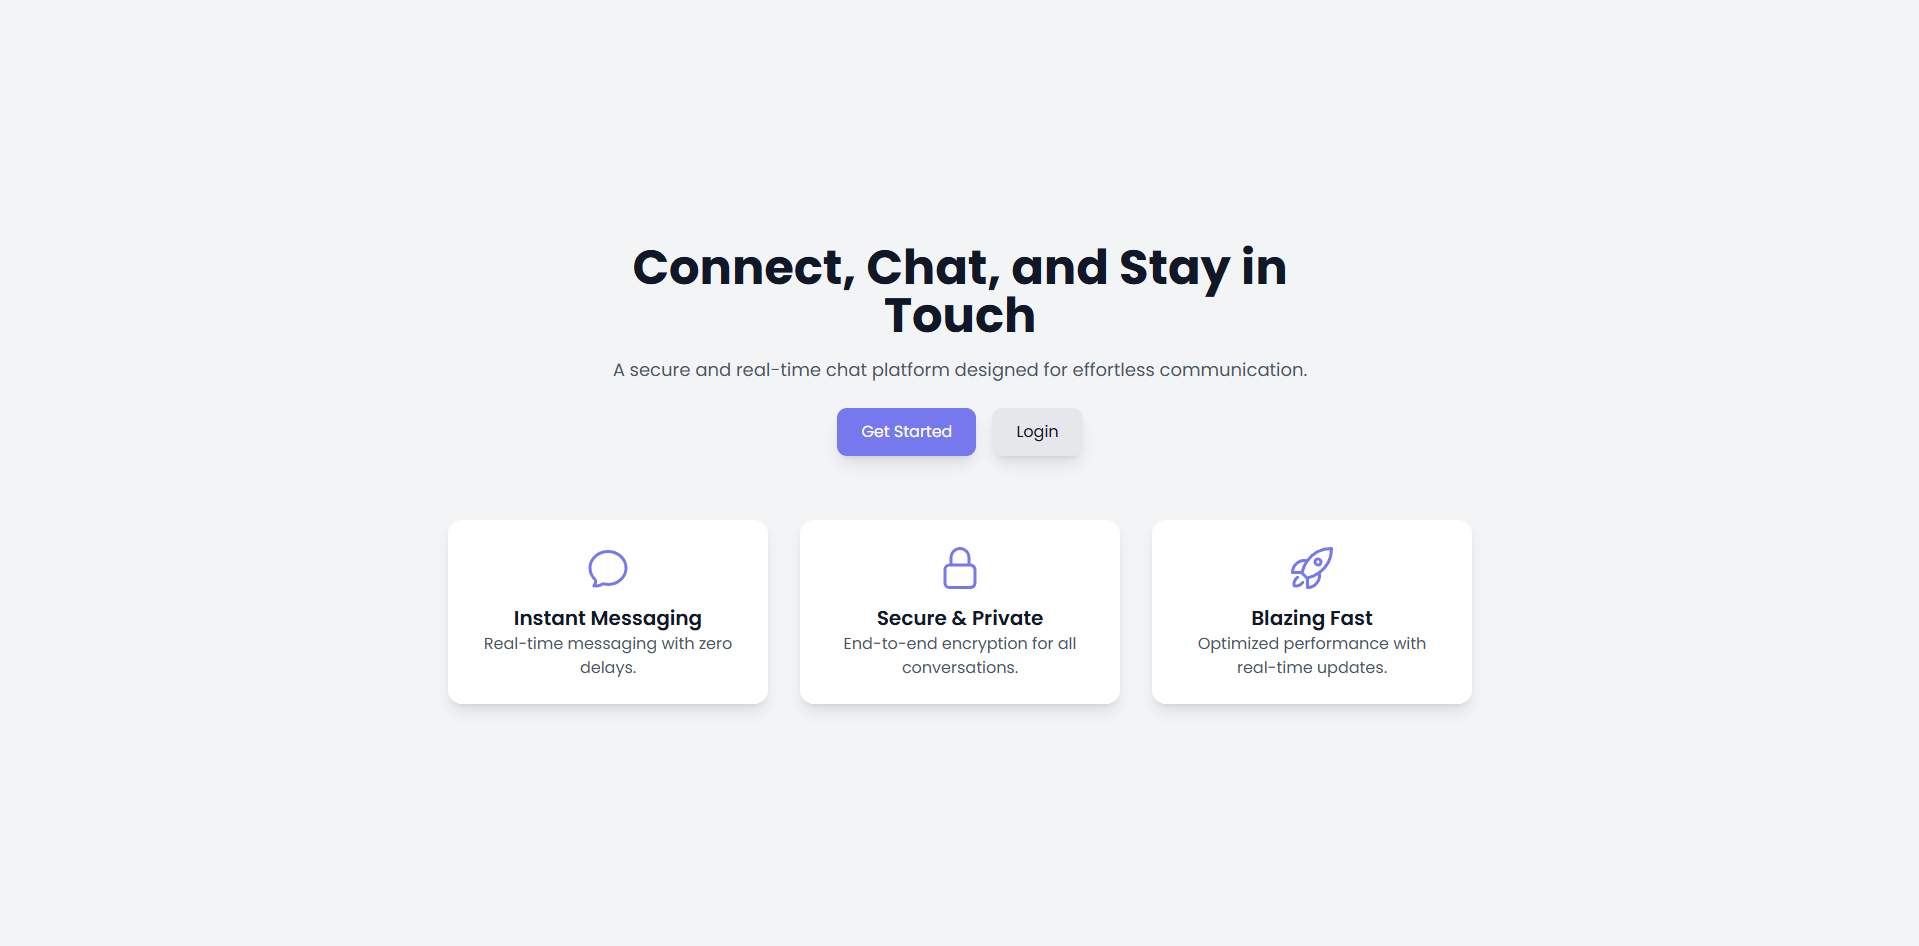 Connect, Chat, and Stay in
Touch
A secure and real-time chat platform designed for effortless communication.
Get Started
Login
Instant Messaging
Real-time messaging with zero
delays.
Secure & Private
End-to-end encryption for all
conversations.
Blazing Fast
Optimized performance with
real-time updates.